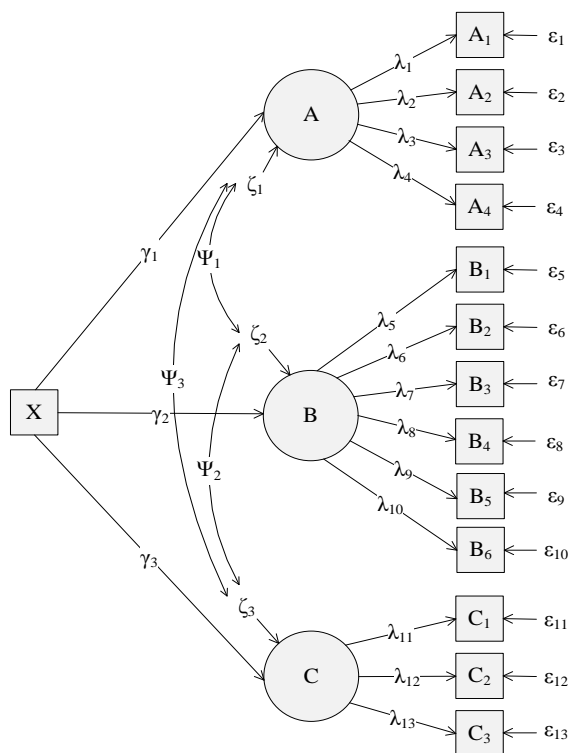 A₁ ε₁
λ₁
A₂ ε₂
λ₂
A
λ₃
A₃ ε₃
λ₄
ζ₁
A₄ ε₄
γ₁
Ψ₁
B₁ ε₅
λ₅
ζ₂
B₂ ε₆
λ₆
Ψ₃
λ₇
B₃ ε₇
X
γ₂
B
λ₈
B₄ ε₈
Ψ₂
λ₉
B₅ ε₉
λ₁₀
B₆ ε₁₀
γ₃
ζ₃
C₁ ε₁₁
λ₁₁
C
λ₁₂
C₂ ε₁₂
λ₁₃
C₃ ε₁₃